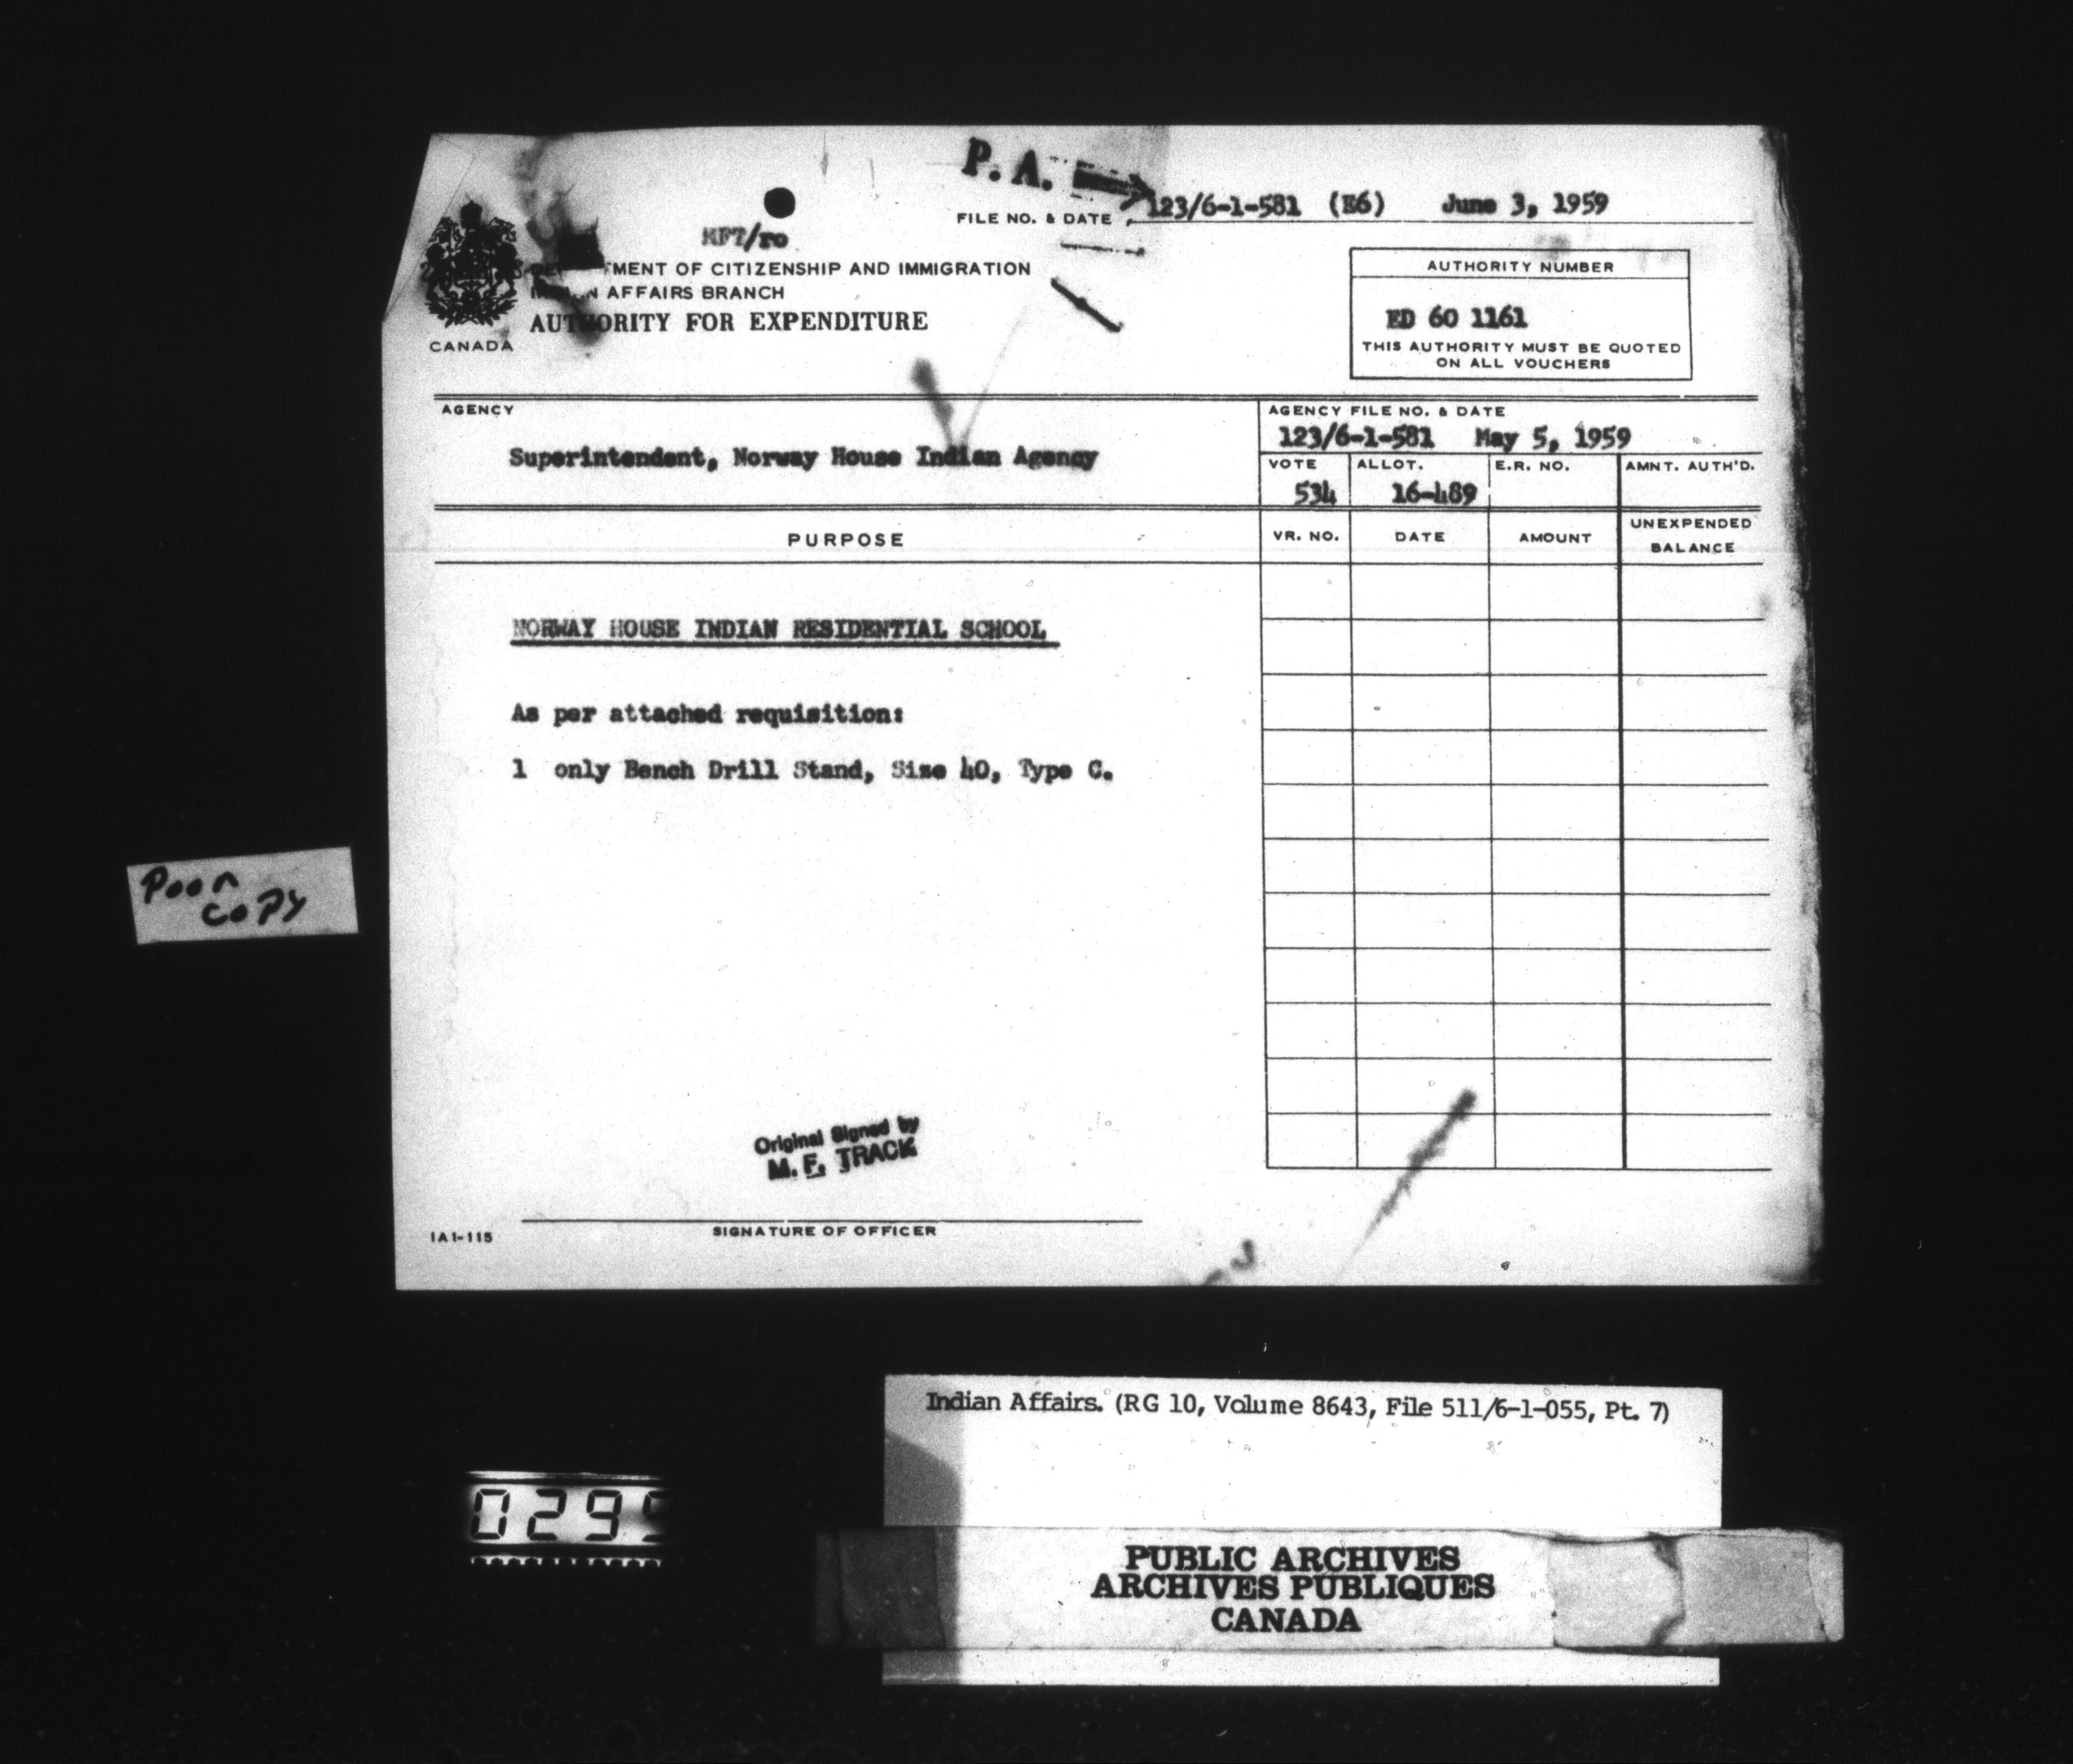 P. A.
123/6-1-581 (E6) June 3, 1959
FILE NO. & DATE
MFT/ro
DEPARTMENT OF CITIZENSHIP AND IMMIGRATION
INDIAN AFFAIRS BRANCH
AUTHORITY FOR EXPENDITURE
CANADA
AUTHORITY NUMBER
ED 60 1161
THIS AUTHORITY MUST BE QUOTED
ON ALL VOUCHERS
AGENCY
Superintendent, Norway House Indian Agency
AGENCY FILE NO. & DATE
123/6-1-581 May 5, 1959
VOTE ALLOT. E.R. NO. AMNT. AUTH'D.
534 16-489
PURPOSE
VR. NO. DATE AMOUNT UNEXPENDED BALANCE
NORWAY HOUSE INDIAN RESIDENTIAL SCHOOL
As per attached requisition:
1 only Bench Drill Stand, Size 40, Type C.
Poor
copy
Original Signed by
M. F. TRACK
SIGNATURE OF OFFICER
IA1-115
Indian Affairs. (RG 10, Volume 8643, File 511/6-1-055, Pt. 7)
029
PUBLIC ARCHIVES
ARCHIVES PUBLIQUES
CANADA